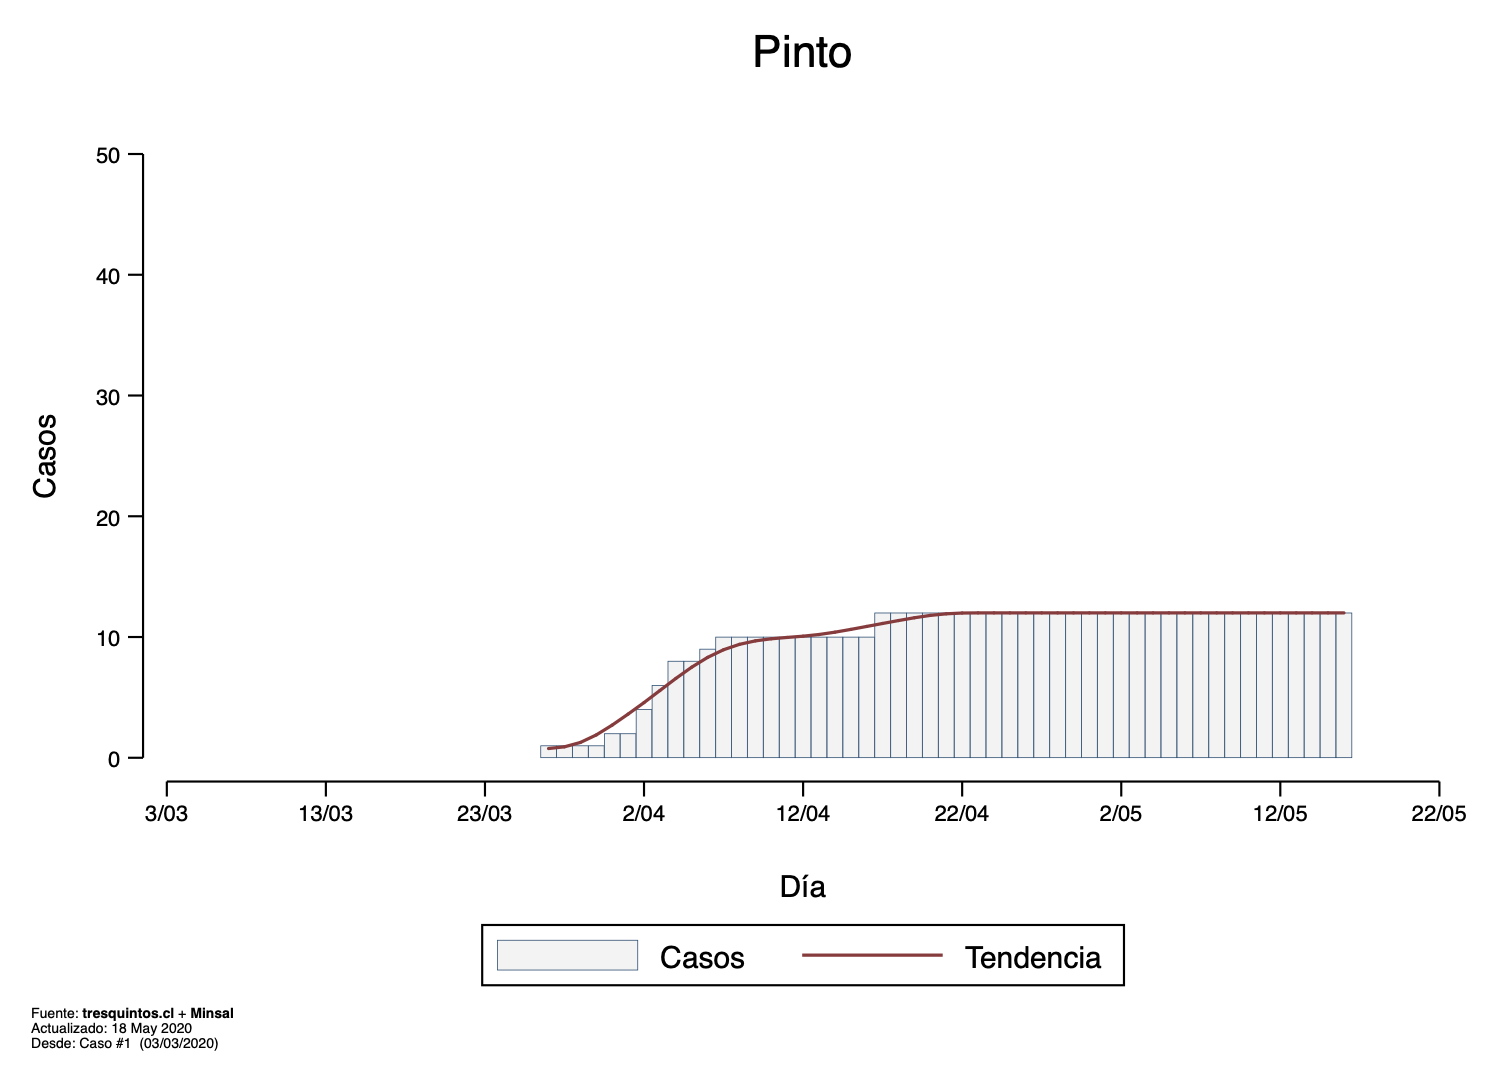 Pinto
50
40
30
20
10
0
Casos
3/03 13/03 23/03 2/04 12/04 22/04 2/05 12/05 22/05
Día
Casos Tendencia
Fuente: tresquintos.cl + Minsal
Actualizado: 18 May 2020
Desde: Caso #1 (03/03/2020)